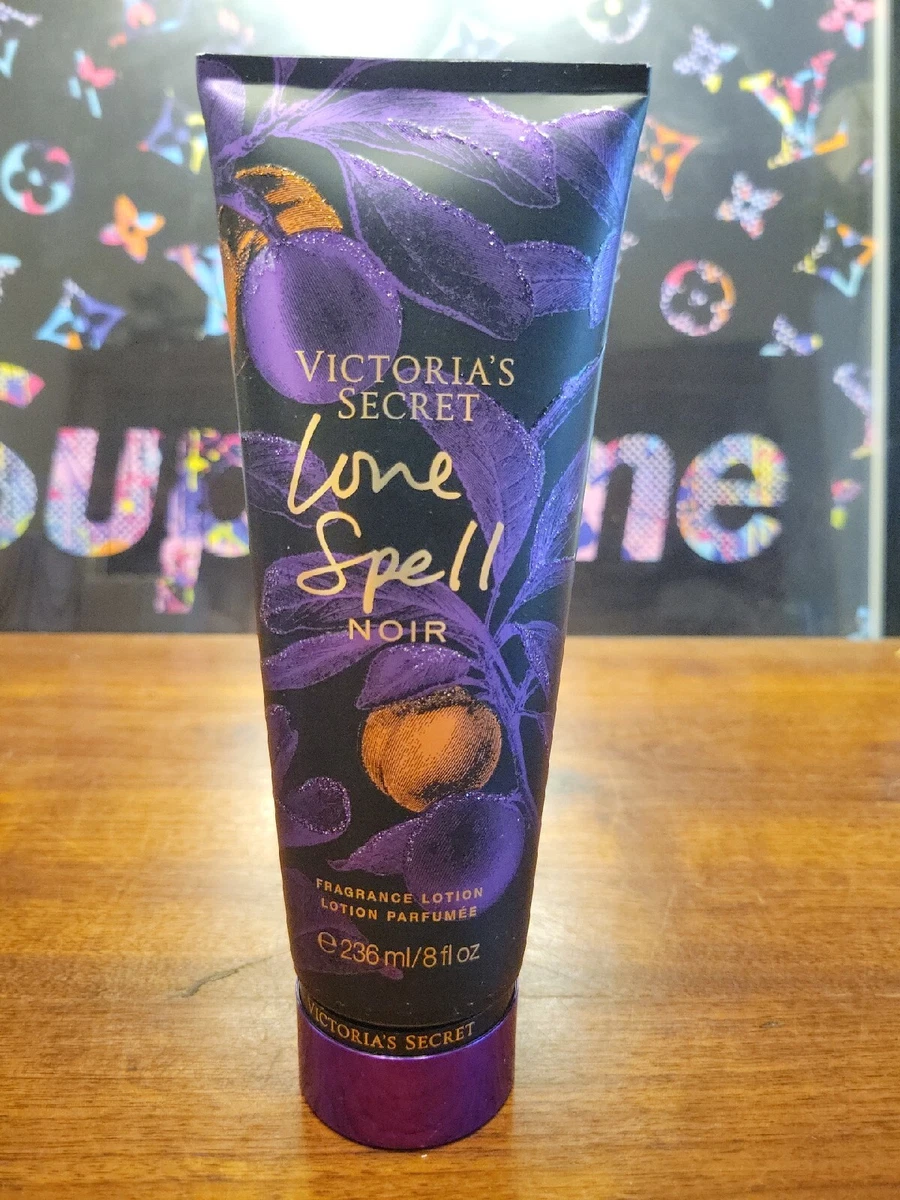 VICTORIA'S
SECRET
Love
Spell
NOIR
FRAGRANCE LOTION
LOTION PARFUMÉE
℮ 236 ml/8 fl oz
VICTORIA'S SECRET